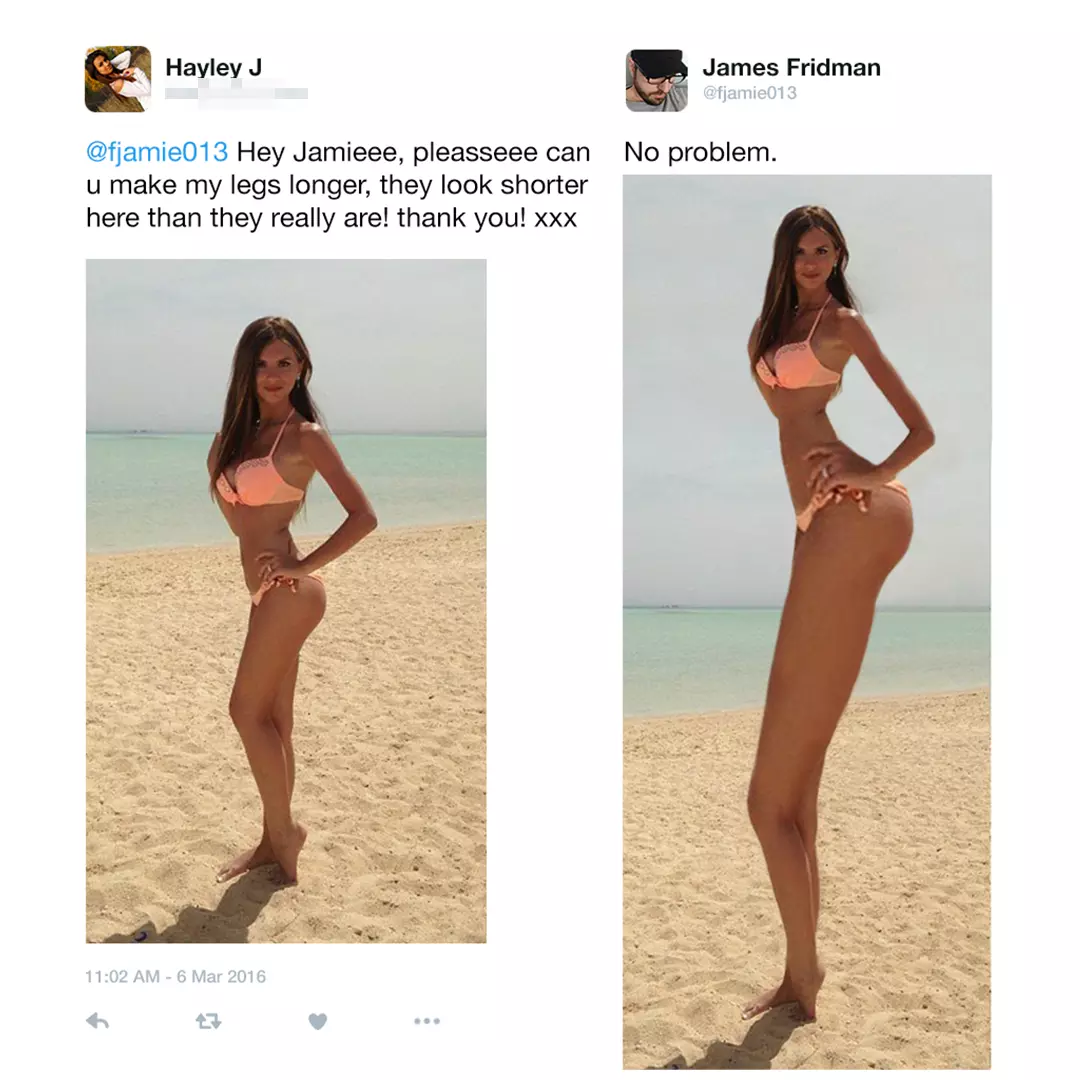 Hayley J
@fjamie013 Hey Jamieee, pleasseee can
u make my legs longer, they look shorter
here than they really are! thank you! xxx
11:02 AM - 6 Mar 2016
James Fridman
@fjamie013
No problem.